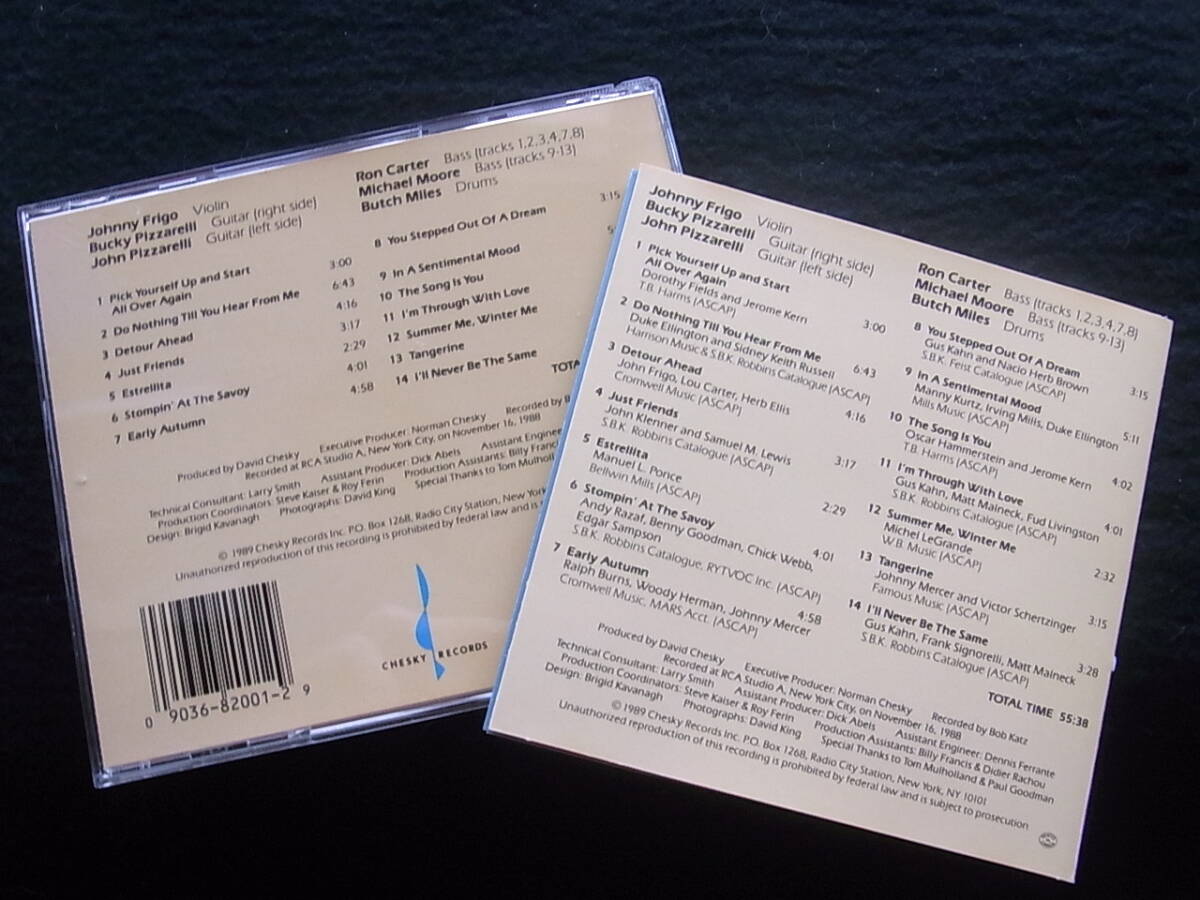 Johnny Frigo Violin
Bucky Pizzarelli Guitar (right side)
John Pizzarelli Guitar (left side)
Ron Carter Bass (tracks 1,2,3,4,7,8)
Michael Moore Bass (tracks 9-13)
Butch Miles Drums
1 Pick Yourself Up and Start
All Over Again 3:00
2 Do Nothing Till You Hear From Me 6:43
3 Detour Ahead 4:16
4 Just Friends 3:17
5 Estrellita 2:29
6 Stompin' At The Savoy 4:01
7 Early Autumn 4:58
8 You Stepped Out Of A Dream 3:15
9 In A Sentimental Mood
10 The Song Is You
11 I'm Through With Love
12 Summer Me, Winter Me
13 Tangerine
14 I'll Never Be The Same
Produced by David Chesky Executive Producer: Norman Chesky Recorded by
Recorded at RCA Studio A, New York City, on November 16, 1988
Technical Consultant: Larry Smith Assistant Producer: Dick Abels Assistant Engineer:
Production Coordinators: Steve Kaiser & Roy Ferin Production Assistants: Billy Francis
Design: Brigid Kavanagh Photographs: David King Special Thanks to Tom Mulholl
© 1989 Chesky Records Inc. P.O. Box 1268, Radio City Station, New York
Unauthorized reproduction of this recording is prohibited by federal law and is
0 9036-82001-2 9
CHESKY RECORDS
Johnny Frigo Violin
Bucky Pizzarelli Guitar (right side)
John Pizzarelli Guitar (left side)
Ron Carter Bass (tracks 1,2,3,4,7,8)
Michael Moore Bass (tracks 9-13)
Butch Miles Drums
1 Pick Yourself Up and Start
All Over Again
Dorothy Fields and Jerome Kern
T.B. Harms (ASCAP) 3:00
2 Do Nothing Till You Hear From Me
Duke Ellington and Sidney Keith Russell
Harrison Music & S.B.K. Robbins Catalogue (ASCAP) 6:43
3 Detour Ahead
John Frigo, Lou Carter, Herb Ellis
Cromwell Music (ASCAP) 4:16
4 Just Friends
John Klenner and Samuel M. Lewis
S.B.K. Robbins Catalogue (ASCAP) 3:17
5 Estrellita
Manuel L. Ponce
Bellwin Mills (ASCAP) 2:29
6 Stompin' At The Savoy
Andy Razaf, Benny Goodman, Chick Webb,
Edgar Sampson 4:01
S.B.K. Robbins Catalogue, RYTVOC Inc. (ASCAP)
7 Early Autumn
Ralph Burns, Woody Herman, Johnny Mercer
Cromwell Music, MARS Acct. (ASCAP) 4:58
8 You Stepped Out Of A Dream
Gus Kahn and Nacio Herb Brown
S.B.K. Feist Catalogue (ASCAP) 3:15
9 In A Sentimental Mood
Manny Kurtz, Irving Mills, Duke Ellington
Mills Music (ASCAP) 5:11
10 The Song Is You
Oscar Hammerstein and Jerome Kern
T.B. Harms (ASCAP) 4:02
11 I'm Through With Love
Gus Kahn, Matt Malneck, Fud Livingston
S.B.K. Robbins Catalogue (ASCAP) 4:01
12 Summer Me, Winter Me
Michel LeGrande
W.B. Music (ASCAP) 2:32
13 Tangerine
Johnny Mercer and Victor Schertzinger
Famous Music (ASCAP) 3:15
14 I'll Never Be The Same
Gus Kahn, Frank Signorelli, Matt Malneck
S.B.K. Robbins Catalogue (ASCAP) 3:28
TOTAL TIME 55:38
Produced by David Chesky Executive Producer: Norman Chesky Recorded by Bob Katz
Recorded at RCA Studio A, New York City, on November 16, 1988
Technical Consultant: Larry Smith Assistant Producer: Dick Abels Assistant Engineer: Dennis Ferrante
Production Coordinators: Steve Kaiser & Roy Ferin Production Assistants: Billy Francis & Didier Rachou
Design: Brigid Kavanagh Photographs: David King Special Thanks to Tom Mulholland & Paul Goodman
© 1989 Chesky Records Inc. P.O. Box 1268, Radio City Station, New York, NY 10101
Unauthorized reproduction of this recording is prohibited by federal law and is subject to prosecution